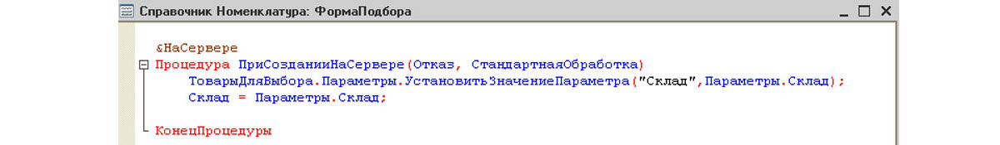 Справочник Номенклатура: ФормаПодбора
&НаСервере
Процедура ПриСозданииНаСервере(Отказ, СтандартнаяОбработка)
ТоварыДляВыбора.Параметры.УстановитьЗначениеПараметра("Склад",Параметры.Склад);
Склад = Параметры.Склад;
КонецПроцедуры